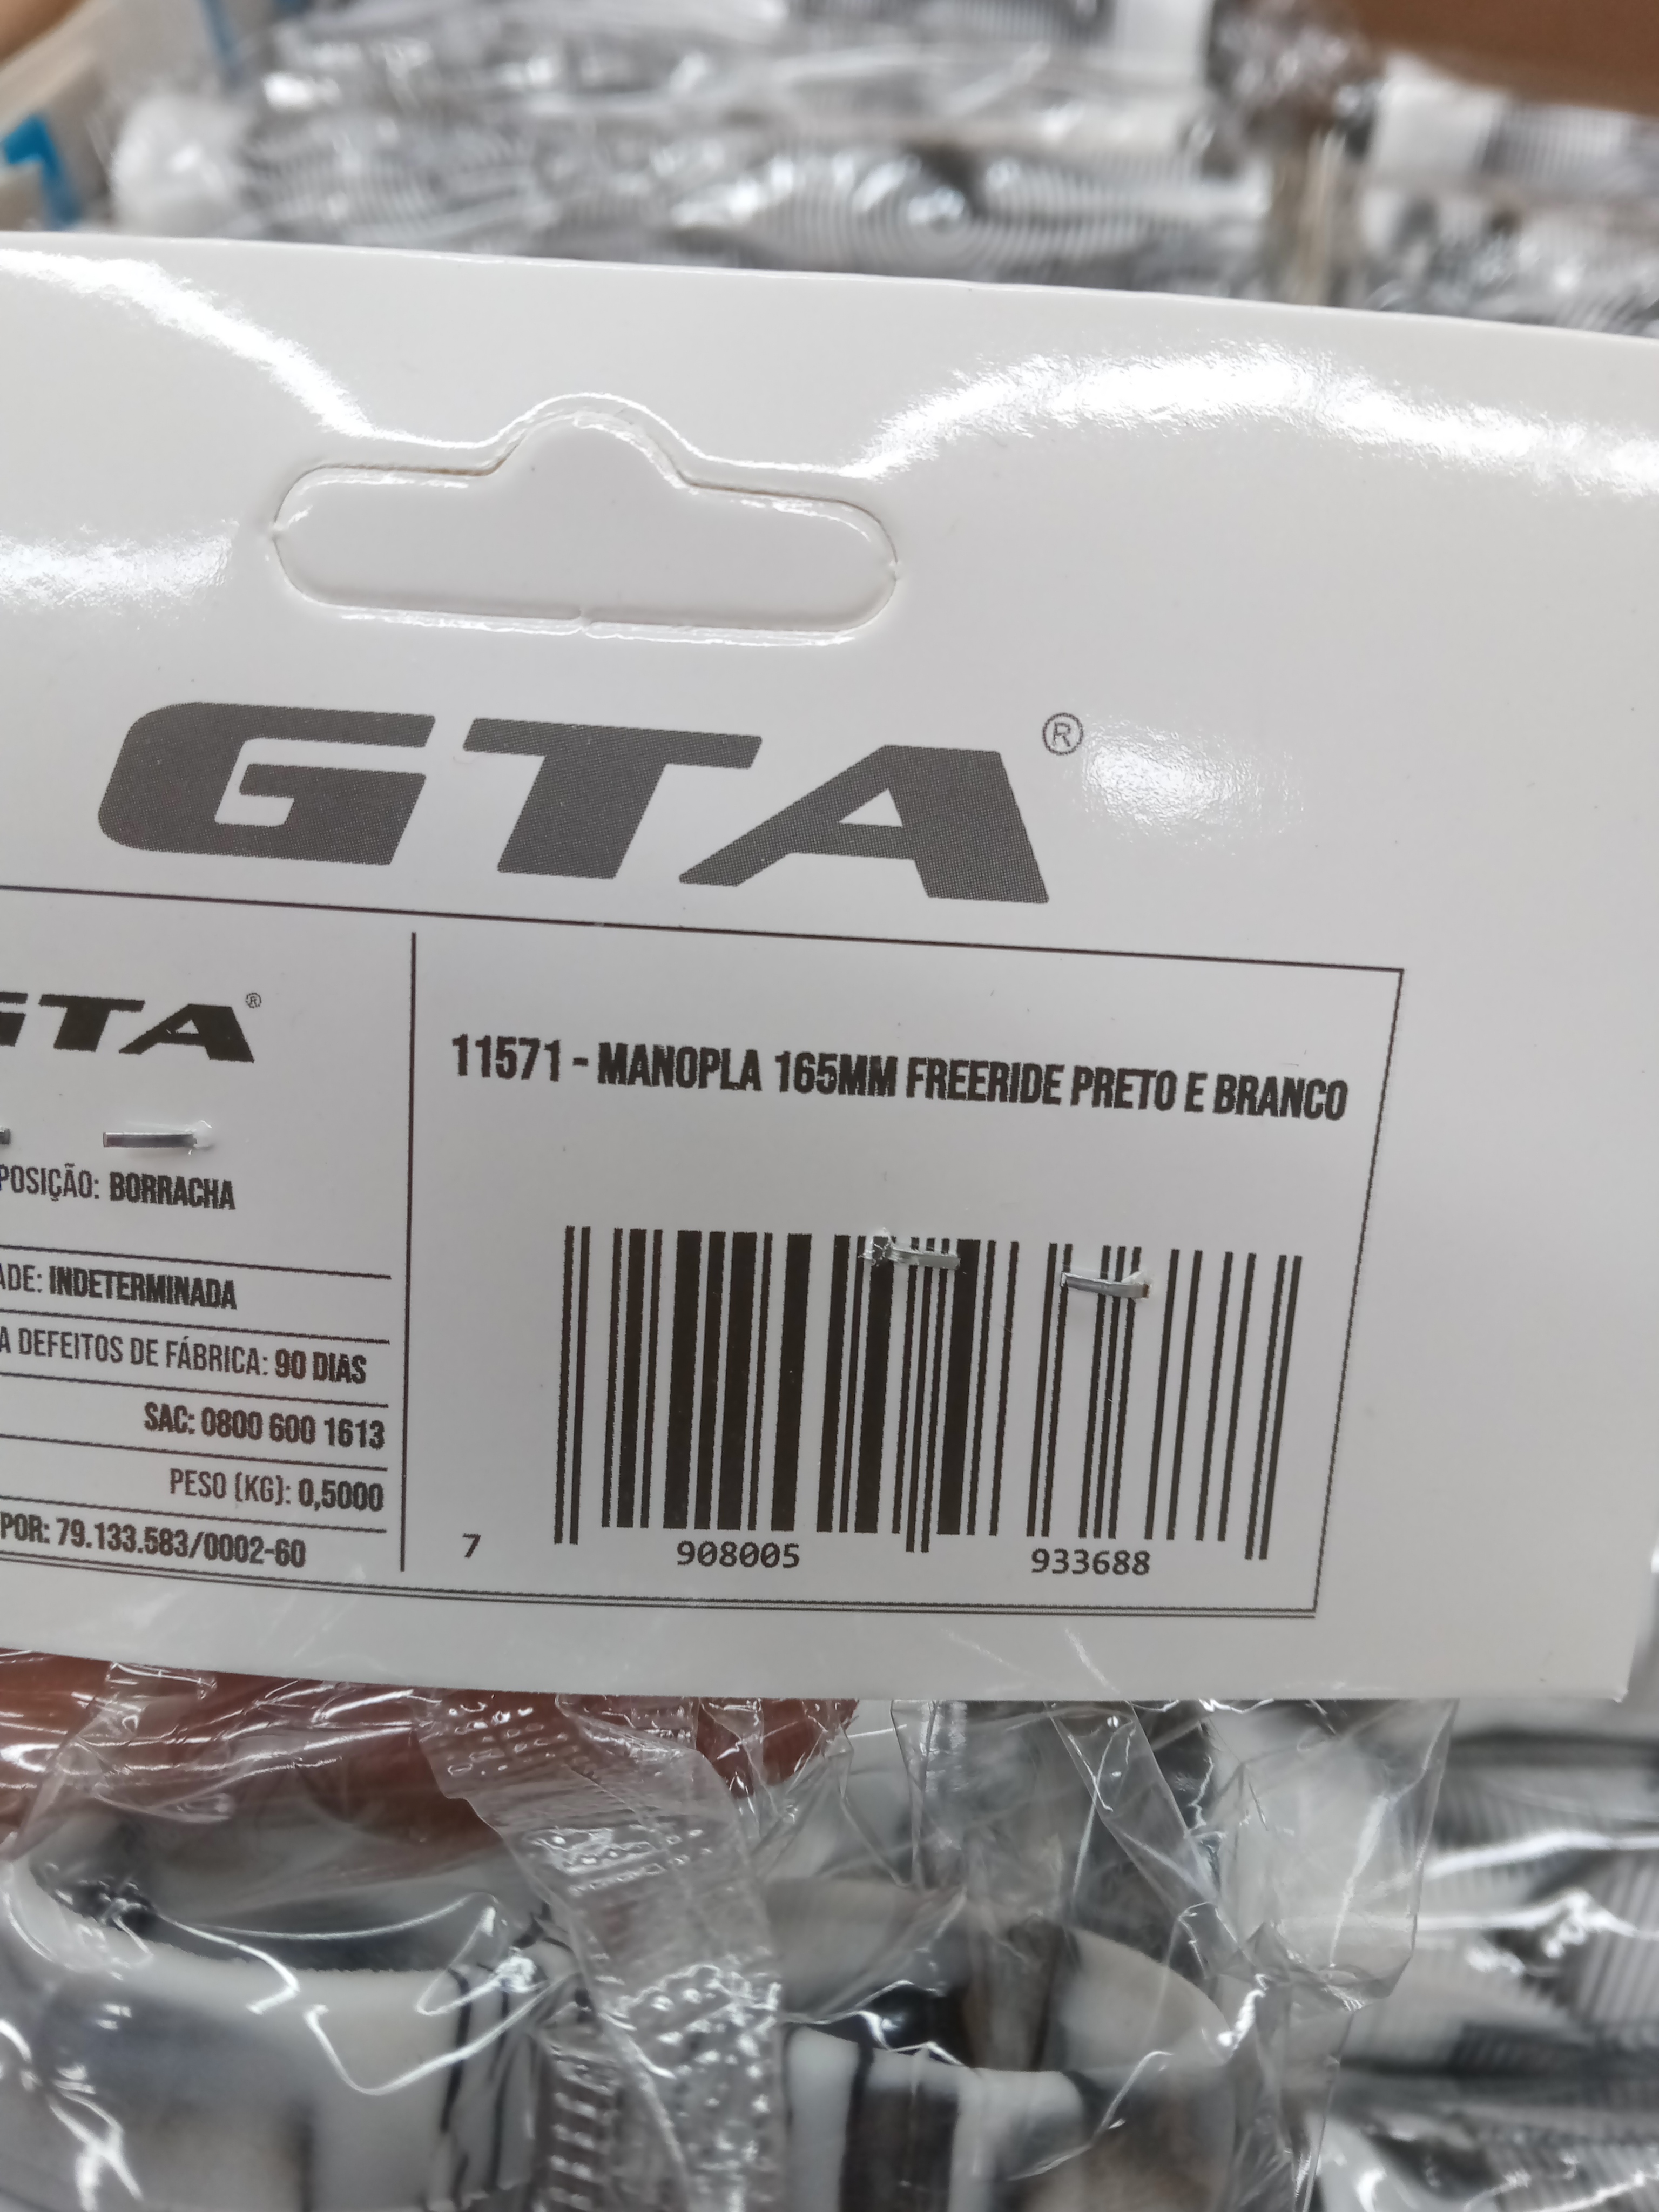 GTA®
GTA®
POSIÇÃO: BORRACHA
ADE: INDETERMINADA
A DEFEITOS DE FÁBRICA: 90 DIAS
SAC: 0800 600 1613
PESO (KG): 0,5000
POR: 79.133.583/0002-60
11571 - MANOPLA 165MM FREERIDE PRETO E BRANCO
7 908005 933688